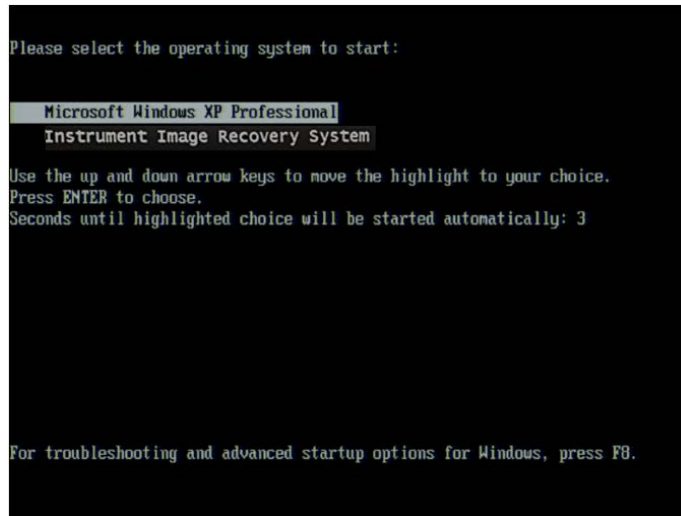 Please select the operating system to start:
Microsoft Windows XP Professional
Instrument Image Recovery System
Use the up and down arrow keys to move the highlight to your choice.
Press ENTER to choose.
Seconds until highlighted choice will be started automatically: 3
For troubleshooting and advanced startup options for Windows, press F8.